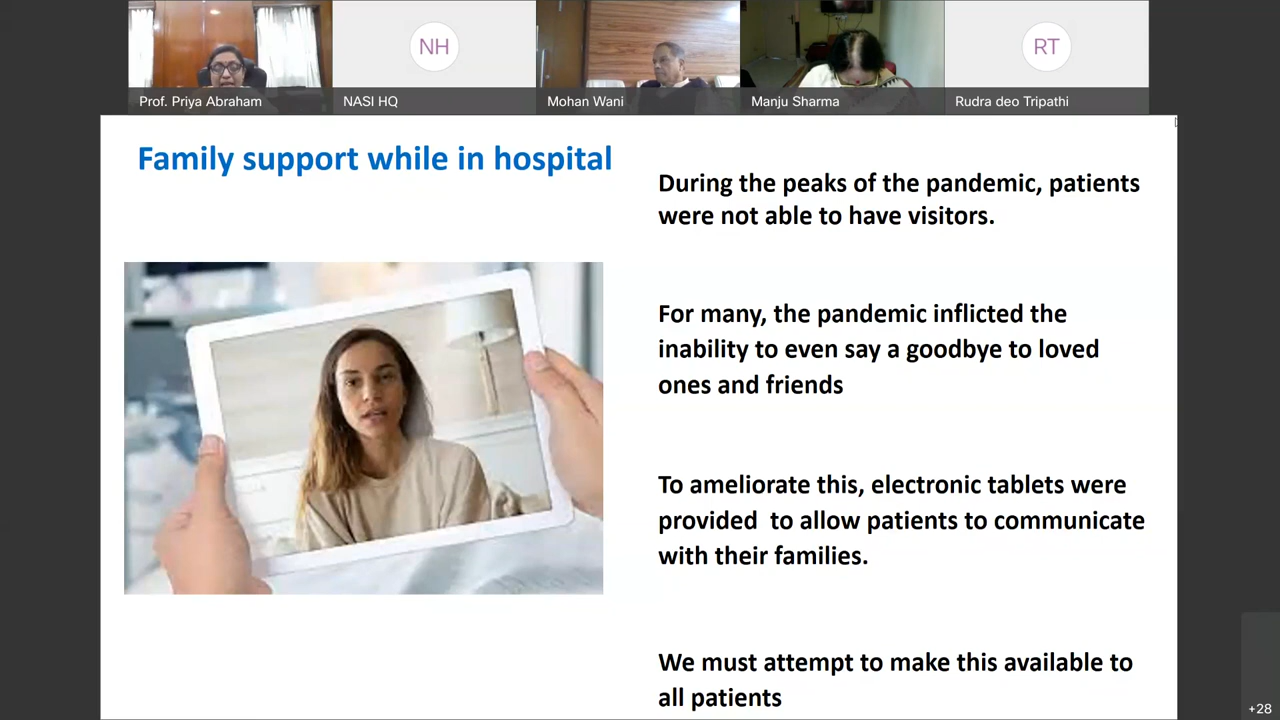 NH
RT
Prof. Priya Abraham
NASI HQ
Mohan Wani
Manju Sharma
Rudra deo Tripathi
Family support while in hospital
During the peaks of the pandemic, patients
were not able to have visitors.
For many, the pandemic inflicted the
inability to even say a goodbye to loved
ones and friends
To ameliorate this, electronic tablets were
provided  to allow patients to communicate
with their families.
We must attempt to make this available to
all patients
+28